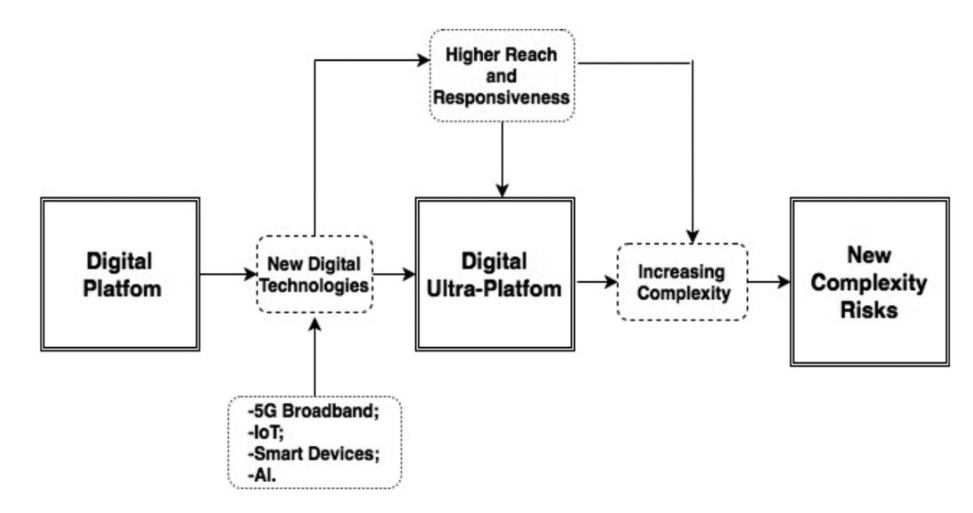 Higher Reach
and
Responsiveness
Digital
Platfom
New Digital
Technologies
Digital
Ultra-Platfom
Increasing
Complexity
New
Complexity
Risks
-5G Broadband;
-IoT;
-Smart Devices;
-AI.